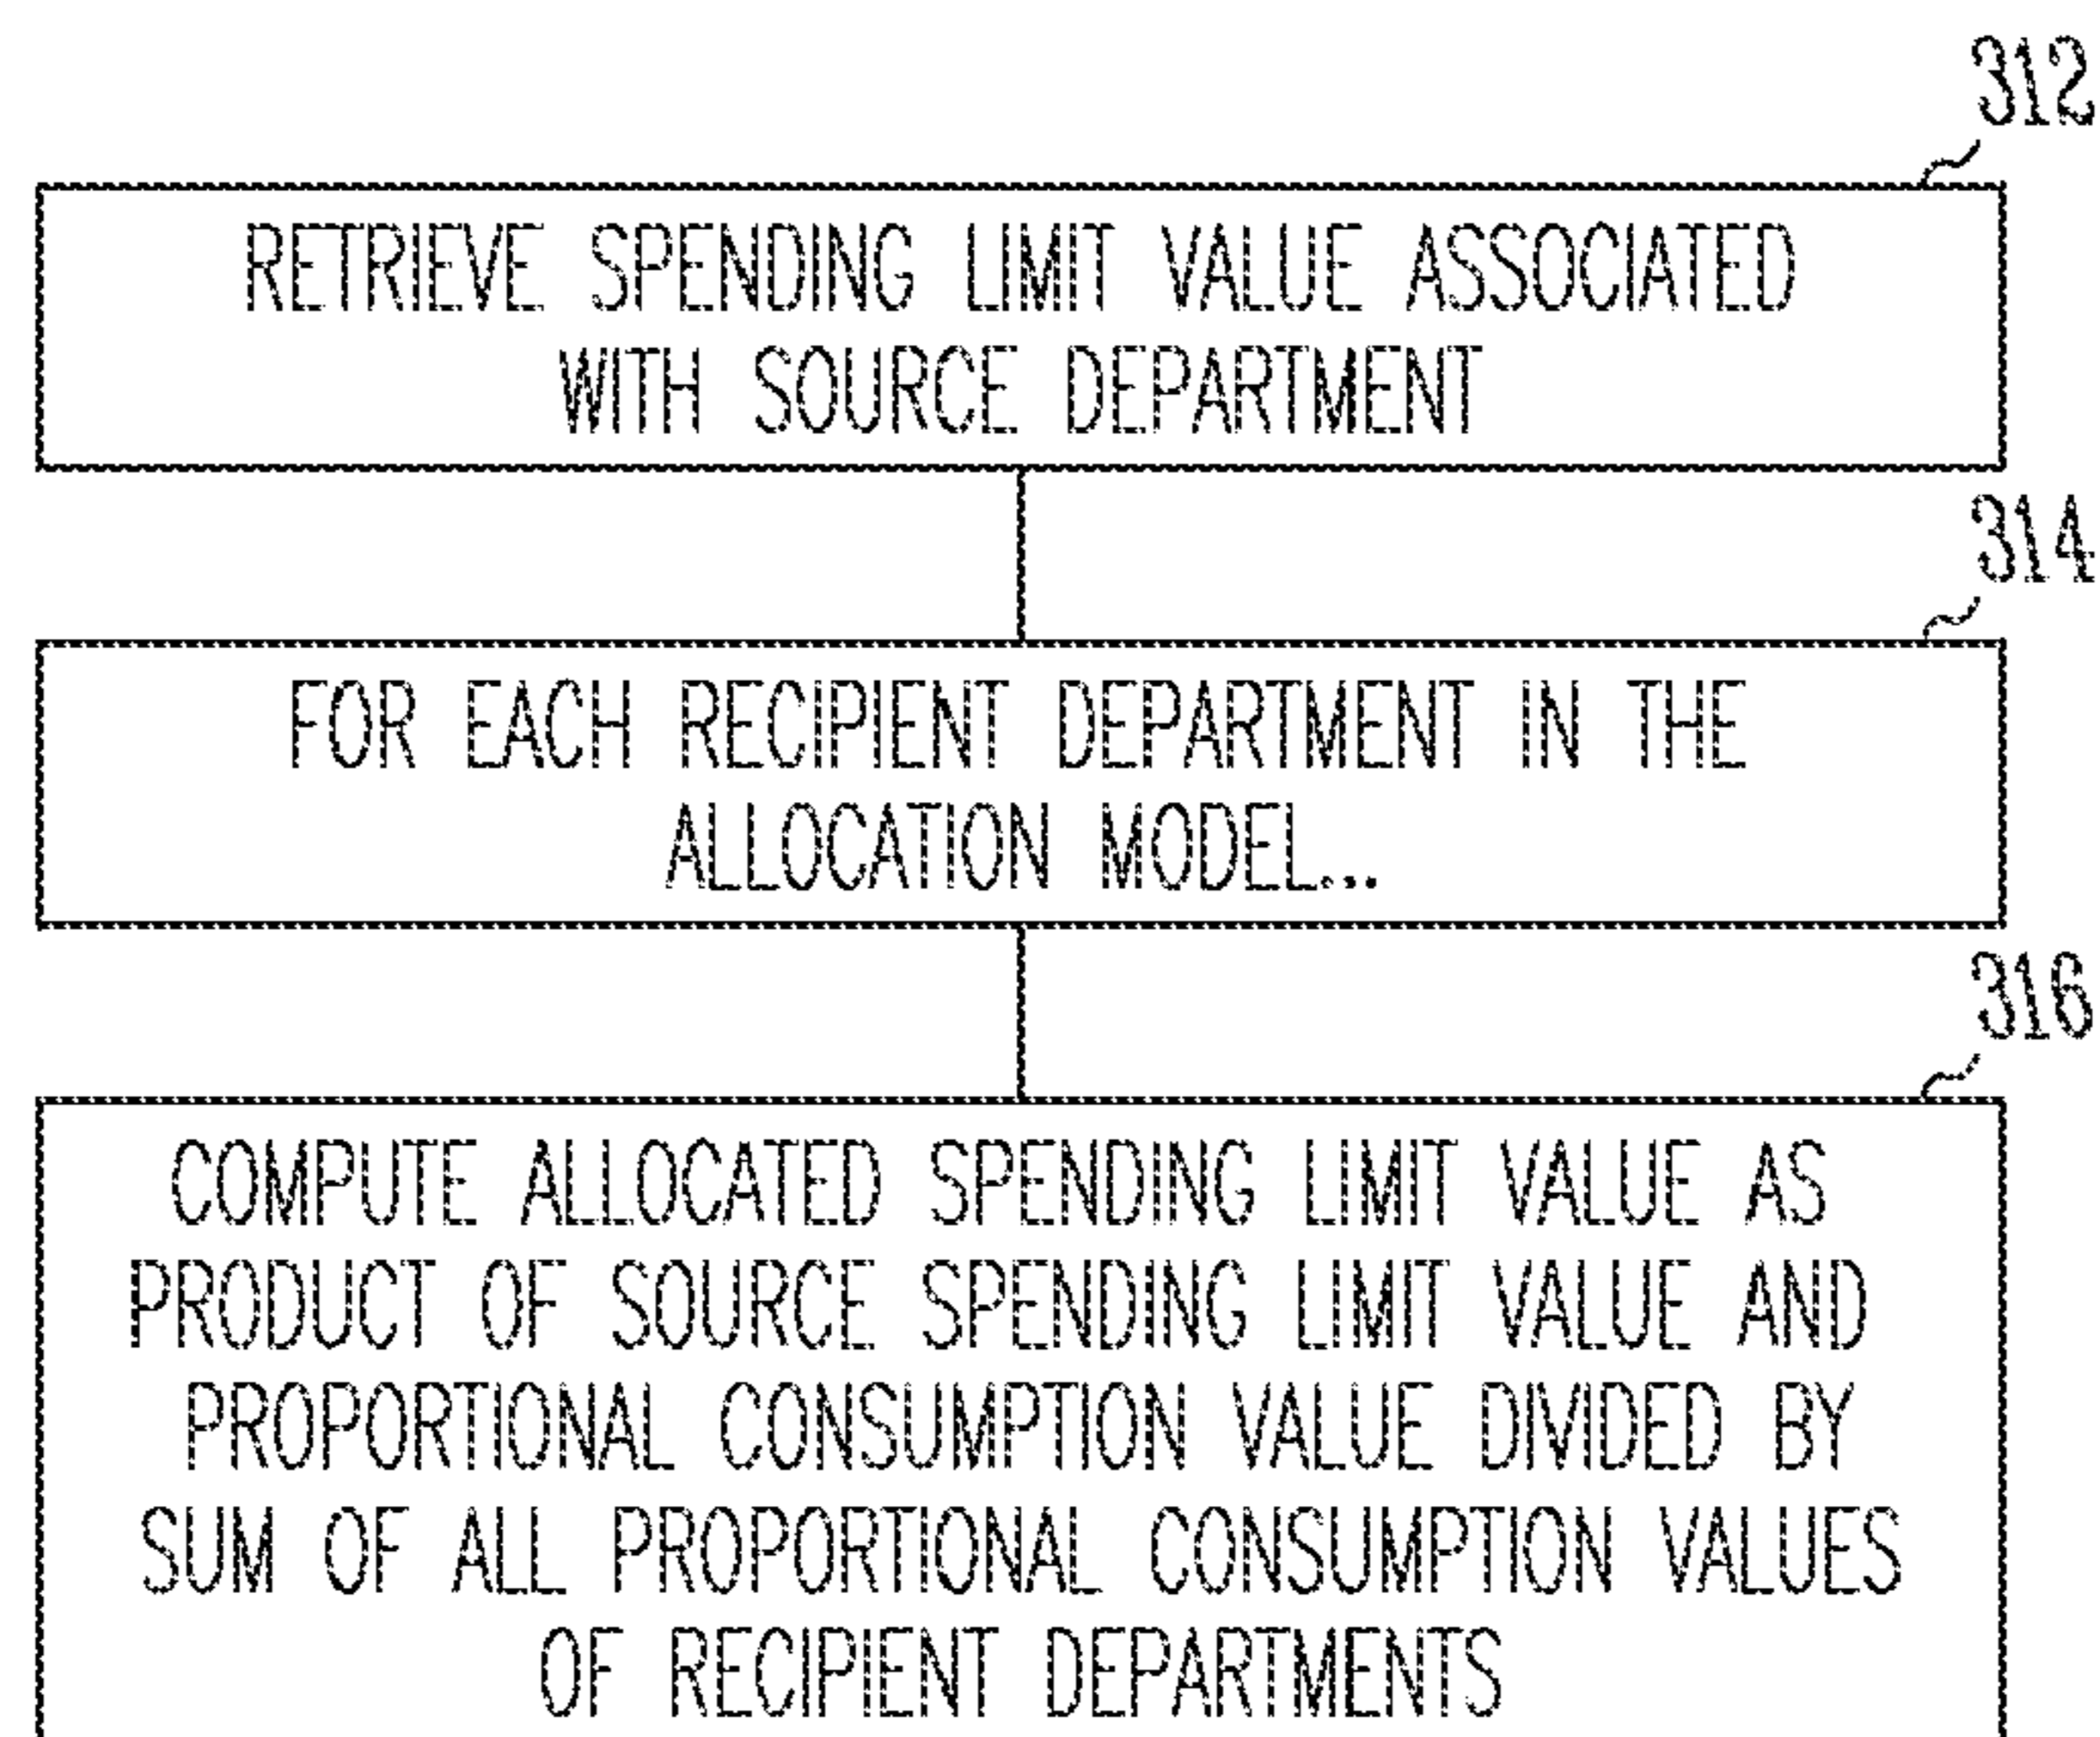 312
RETRIEVE SPENDING LIMIT VALUE ASSOCIATED
WITH SOURCE DEPARTMENT
314
FOR EACH RECIPIENT DEPARTMENT IN THE
ALLOCATION MODEL...
316
COMPUTE ALLOCATED SPENDING LIMIT VALUE AS
PRODUCT OF SOURCE SPENDING LIMIT VALUE AND
PROPORTIONAL CONSUMPTION VALUE DIVIDED BY
SUM OF ALL PROPORTIONAL CONSUMPTION VALUES
OF RECIPIENT DEPARTMENTS